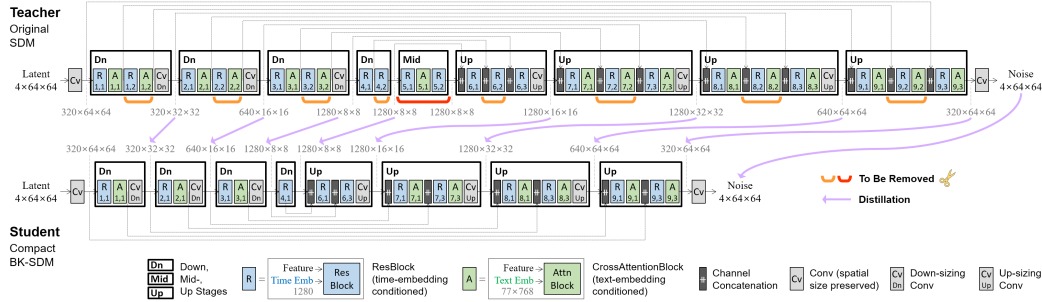 Teacher
Original
SDM
Latent
4×64×64
Cv
Dn
R 1,1 A 1,1 R 1,2 A 1,2 Cv Dn
Dn
R 2,1 A 2,1 R 2,2 A 2,2 Cv Dn
Dn
R 3,1 A 3,1 R 3,2 A 3,2 Cv Dn
Dn
R 4,1 R 4,2
Mid
R 5,1 A 5,1 R 5,2
Up
R 6,1 R 6,2 R 6,3 Cv Up
Up
R 7,1 A 7,1 R 7,2 A 7,2 R 7,3 A 7,3 Cv Up
Up
R 8,1 A 8,1 R 8,2 A 8,2 R 8,3 A 8,3 Cv Up
Up
R 9,1 A 9,1 R 9,2 A 9,2 R 9,3 A 9,3
Cv
Noise
4×64×64
320×64×64 320×32×32 640×16×16 1280×8×8 1280×8×8 1280×8×8 1280×16×16 1280×32×32 640×64×64 320×64×64
320×64×64 320×32×32 640×16×16 1280×8×8 1280×8×8 1280×16×16 1280×32×32 640×64×64 320×64×64
Latent
4×64×64
Cv
Dn
R 1,1 A 1,1 Cv Dn
Dn
R 2,1 A 2,1 Cv Dn
Dn
R 3,1 A 3,1 Cv Dn
Dn
R 4,1
Up
R 6,1 R 6,3 Cv Up
Up
R 7,1 A 7,1 R 7,3 A 7,3 Cv Up
Up
R 8,1 A 8,1 R 8,3 A 8,3 Cv Up
Up
R 9,1 A 9,1 R 9,3 A 9,3
Cv
Noise
4×64×64
To Be Removed
Distillation
Student
Compact
BK-SDM
Dn Down,
Mid Mid-,
Up Up Stages
R =
Feature
Time Emb
1280
Res
Block
ResBlock
(time-embedding
conditioned)
A =
Feature
Text Emb
77×768
Attn
Block
CrossAttentionBlock
(text-embedding
conditioned)
Channel
Concatenation
Cv
Conv (spatial
size preserved)
Cv Dn
Down-sizing
Conv
Cv Up
Up-sizing
Conv